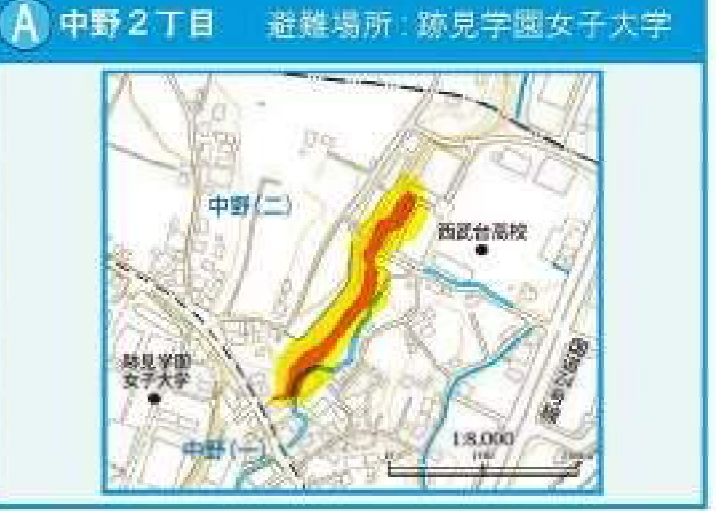 A 中野2丁目 避難場所:跡見学園女子大学
中野(二)
西武台高校
跡見学園
女子大学
中野(一)
1:8,000